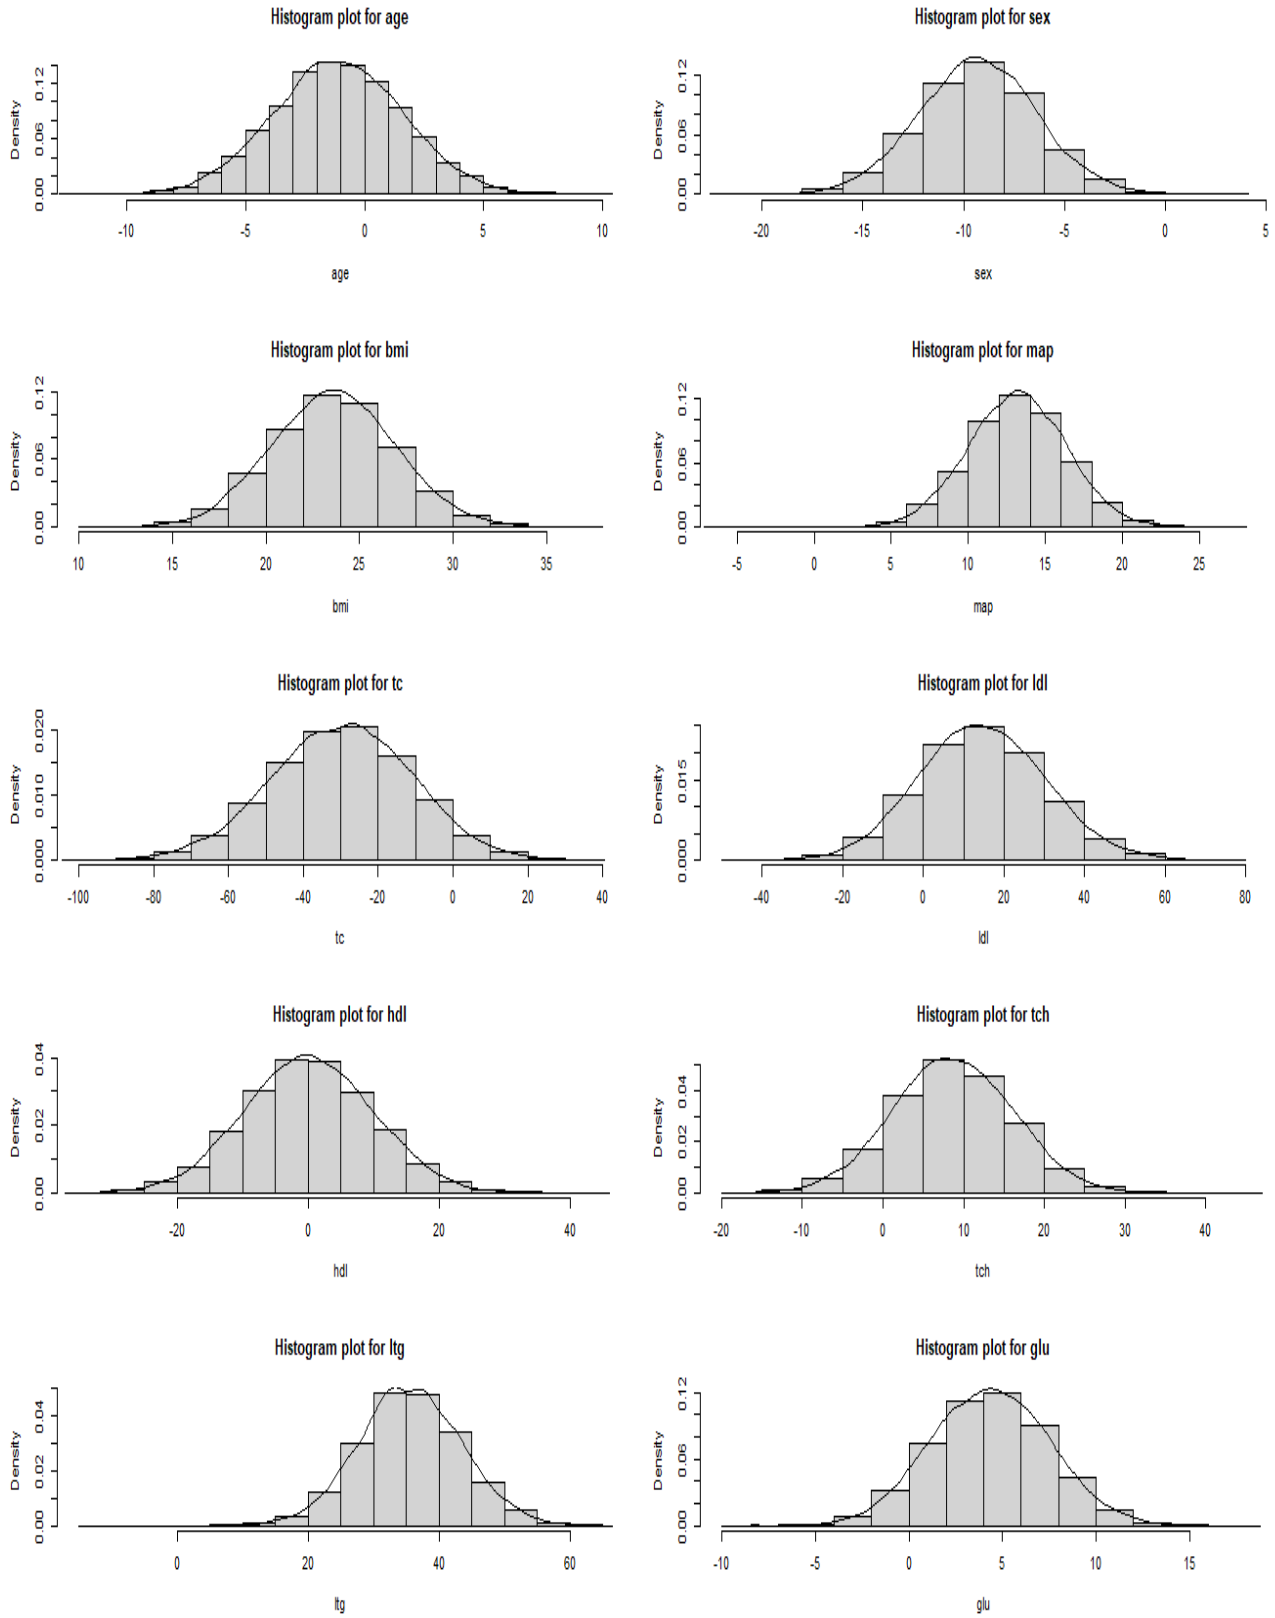 Histogram plot for age
Density
0.00 0.06 0.12
-10 -5 0 5 10
age
Histogram plot for sex
Density
0.00 0.06 0.12
-20 -15 -10 -5 0 5
sex
Histogram plot for bmi
Density
0.00 0.06 0.12
10 15 20 25 30 35
bmi
Histogram plot for map
Density
0.00 0.06 0.12
-5 0 5 10 15 20 25
map
Histogram plot for tc
Density
0.000 0.010 0.020
-100 -80 -60 -40 -20 0 20 40
tc
Histogram plot for ldl
Density
0.000 0.015
-40 -20 0 20 40 60 80
ldl
Histogram plot for hdl
Density
0.00 0.02 0.04
-20 0 20 40
hdl
Histogram plot for tch
Density
0.00 0.02 0.04
-20 -10 0 10 20 30 40
tch
Histogram plot for ltg
Density
0.00 0.02 0.04
0 20 40 60
ltg
Histogram plot for glu
Density
0.00 0.06 0.12
-10 -5 0 5 10 15
glu